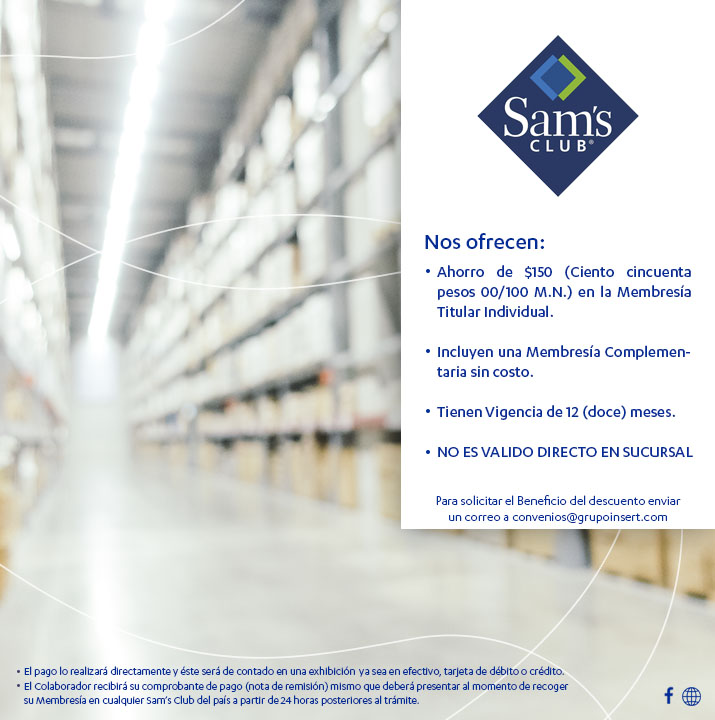 Sam's
CLUB®
Nos ofrecen:
• Ahorro de $150 (Ciento cincuenta
pesos 00/100 M.N.) en la Membresía
Titular Individual.
• Incluyen una Membresía Complemen-
taria sin costo.
• Tienen Vigencia de 12 (doce) meses.
• NO ES VALIDO DIRECTO EN SUCURSAL
Para solicitar el Beneficio del descuento enviar
un correo a convenios@grupoinsert.com
• El pago lo realizará directamente y éste será de contado en una exhibición ya sea en efectivo, tarjeta de débito o crédito.
• El Colaborador recibirá su comprobante de pago (nota de remisión) mismo que deberá presentar al momento de recoger
su Membresía en cualquier Sam's Club del país a partir de 24 horas posteriores al trámite.